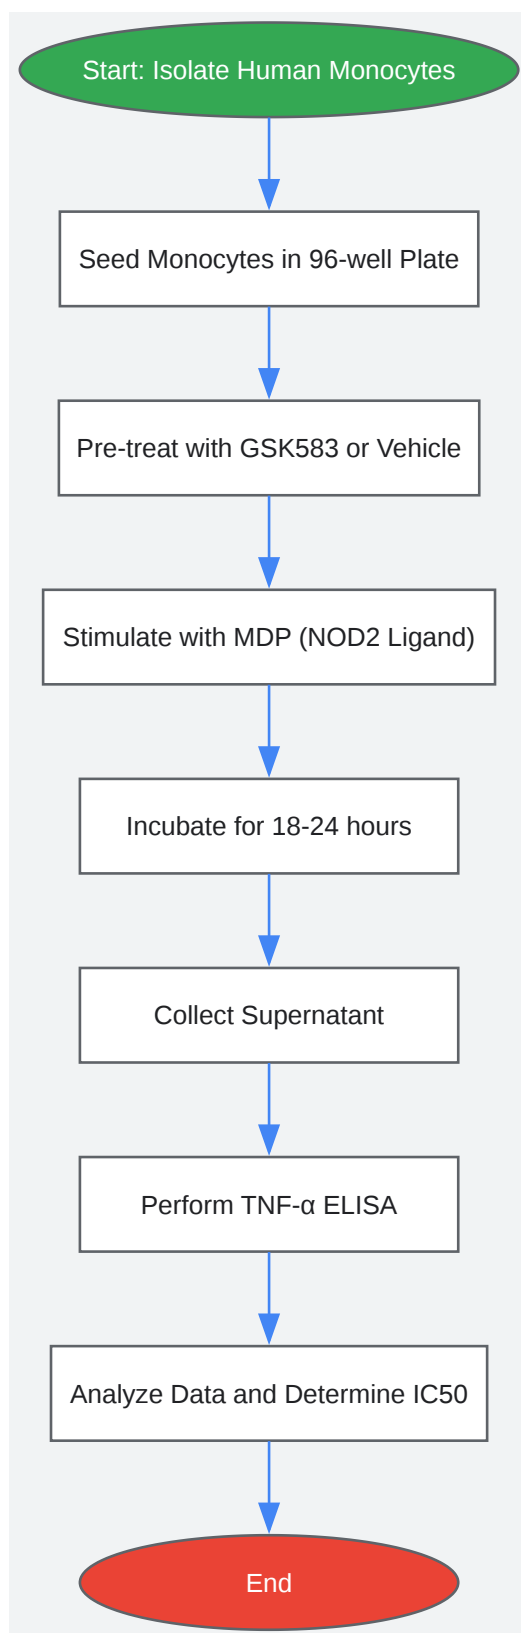 Start: Isolate Human Monocytes
Seed Monocytes in 96-well Plate
Pre-treat with GSK583 or Vehicle
Stimulate with MDP (NOD2 Ligand)
Incubate for 18-24 hours
Collect Supernatant
Perform TNF-α ELISA
Analyze Data and Determine IC50
End